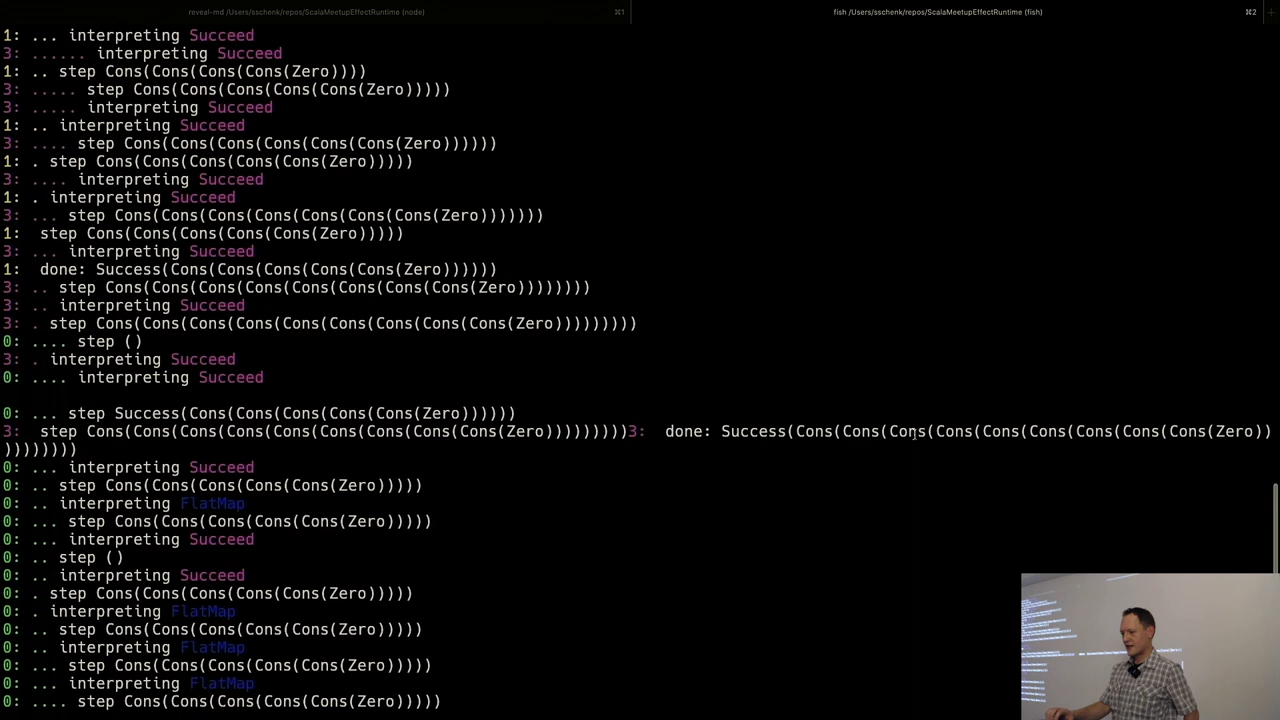 reveal-md /Users/sschenk/repos/ScalaMeetupEffectRuntime (node) ⌘1 fish /Users/sschenk/repos/ScalaMeetupEffectRuntime (fish) ⌘2 +
1: ... interpreting Succeed
3: ...... interpreting Succeed
1: .. step Cons(Cons(Cons(Cons(Zero))))
3: ..... step Cons(Cons(Cons(Cons(Cons(Zero)))))
3: ..... interpreting Succeed
1: .. interpreting Succeed
3: .... step Cons(Cons(Cons(Cons(Cons(Cons(Zero))))))
1: . step Cons(Cons(Cons(Cons(Cons(Zero)))))
3: .... interpreting Succeed
1: . interpreting Succeed
3: ... step Cons(Cons(Cons(Cons(Cons(Cons(Cons(Zero)))))))
1:  step Cons(Cons(Cons(Cons(Cons(Zero)))))
3: ... interpreting Succeed
1:  done: Success(Cons(Cons(Cons(Cons(Cons(Zero))))))
3: .. step Cons(Cons(Cons(Cons(Cons(Cons(Cons(Cons(Zero))))))))
3: .. interpreting Succeed
3: . step Cons(Cons(Cons(Cons(Cons(Cons(Cons(Cons(Cons(Zero)))))))))
0: .... step ()
3: . interpreting Succeed
0: .... interpreting Succeed
0: ... step Success(Cons(Cons(Cons(Cons(Cons(Zero))))))
3:  step Cons(Cons(Cons(Cons(Cons(Cons(Cons(Cons(Cons(Zero)))))))))3:  done: Success(Cons(Cons(Cons(Cons(Cons(Cons(Cons(Cons(Cons(Zero))
))))))))
0: ... interpreting Succeed
0: .. step Cons(Cons(Cons(Cons(Cons(Zero)))))
0: .. interpreting FlatMap
0: ... step Cons(Cons(Cons(Cons(Cons(Zero)))))
0: ... interpreting Succeed
0: .. step ()
0: .. interpreting Succeed
0: . step Cons(Cons(Cons(Cons(Cons(Zero)))))
0: . interpreting FlatMap
0: .. step Cons(Cons(Cons(Cons(Cons(Zero)))))
0: .. interpreting FlatMap
0: ... step Cons(Cons(Cons(Cons(Cons(Zero)))))
0: ... interpreting FlatMap
0: .... step Cons(Cons(Cons(Cons(Cons(Zero)))))